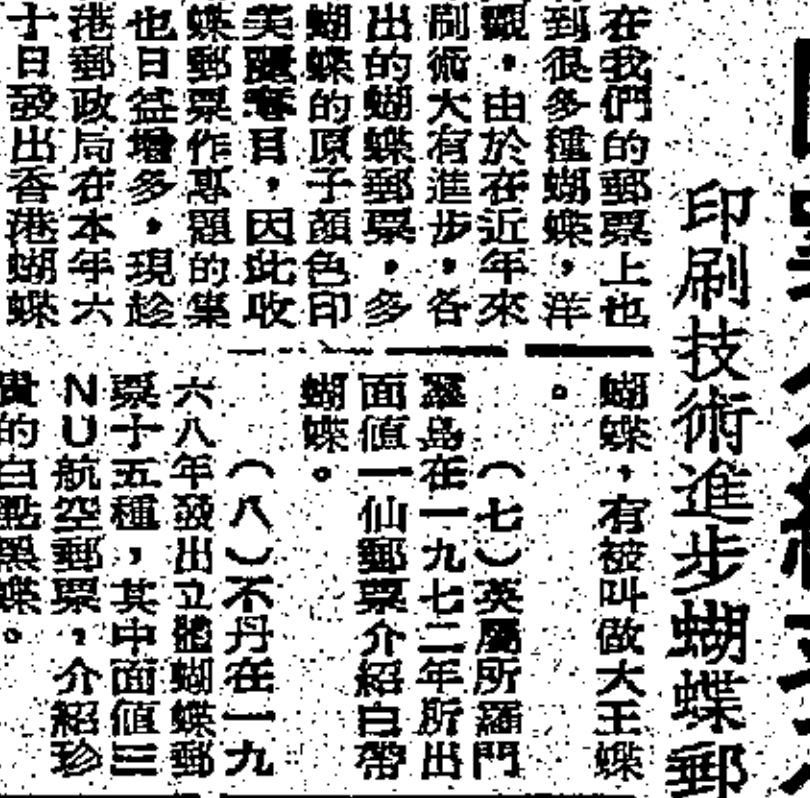 印刷技術進步蝴蝶郵
在我們的郵票上也
到很多種蝴蝶，洋
觀。由於在近年來
刷術大有進步，各
出的蝴蝶郵票，多
蝴蝶的原子顏色印
美麗奪目，因此收
蝶郵票作專題的集
也日益增多。現趁
港郵政局在本年六
十日發出香港蝴蝶
蝴蝶，有被叫做大王蝶
。
（七）英屬所羅門
羣島在一九七二年所出
面值一仙郵票介紹白帶
蝴蝶。
（八）不丹在一九
六八年發出立體蝴蝶郵
票十五種，其中面值三
NU航空郵票，介紹珍
貴的白點黑蝶。